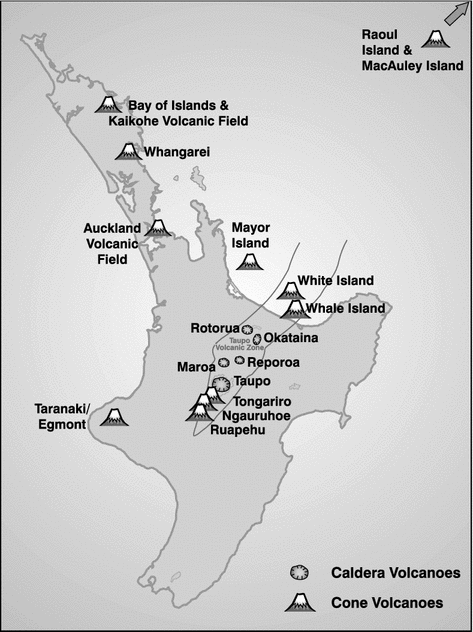 Raoul
Island &
MacAuley Island
Bay of Islands &
Kaikohe Volcanic Field
Whangarei
Auckland
Volcanic
Field
Mayor
Island
White Island
Whale Island
Rotorua
Okataina
Taupo
Volcanic Zone
Maroa
Reporoa
Taupo
Taranaki/
Egmont
Tongariro
Ngauruhoe
Ruapehu
Caldera Volcanoes
Cone Volcanoes